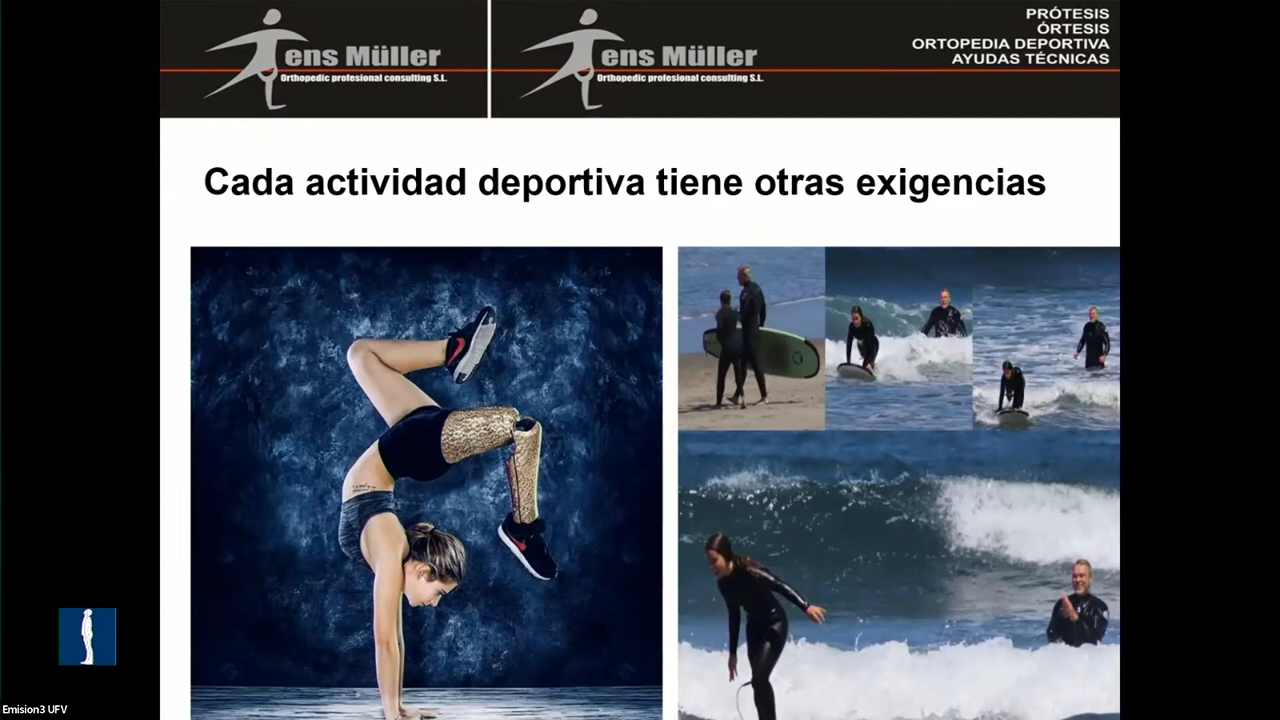 ens Müller
Orthopedic profesional consulting S.L.
ens Müller
Orthopedic profesional consulting S.L.
PRÓTESIS
ÓRTESIS
ORTOPEDIA DEPORTIVA
AYUDAS TÉCNICAS
Cada actividad deportiva tiene otras exigencias
Emision3 UFV